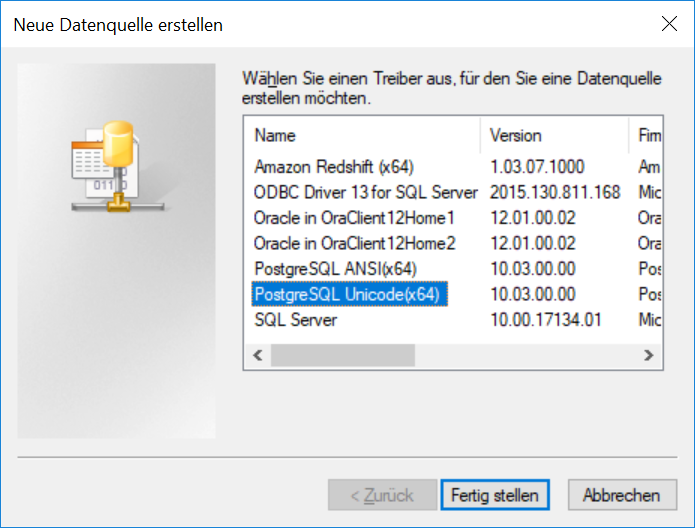 Neue Datenquelle erstellen
Wählen Sie einen Treiber aus, für den Sie eine Datenquelle
erstellen möchten.
Name Version Firm
Amazon Redshift (x64) 1.03.07.1000 Am
ODBC Driver 13 for SQL Server 2015.130.811.168 Mic
Oracle in OraClient12Home1 12.01.00.02 Ora
Oracle in OraClient12Home2 12.01.00.02 Ora
PostgreSQL ANSI(x64) 10.03.00.00 Pos
PostgreSQL Unicode(x64) 10.03.00.00 Pos
SQL Server 10.00.17134.01 Mic
< Zurück Fertig stellen Abbrechen